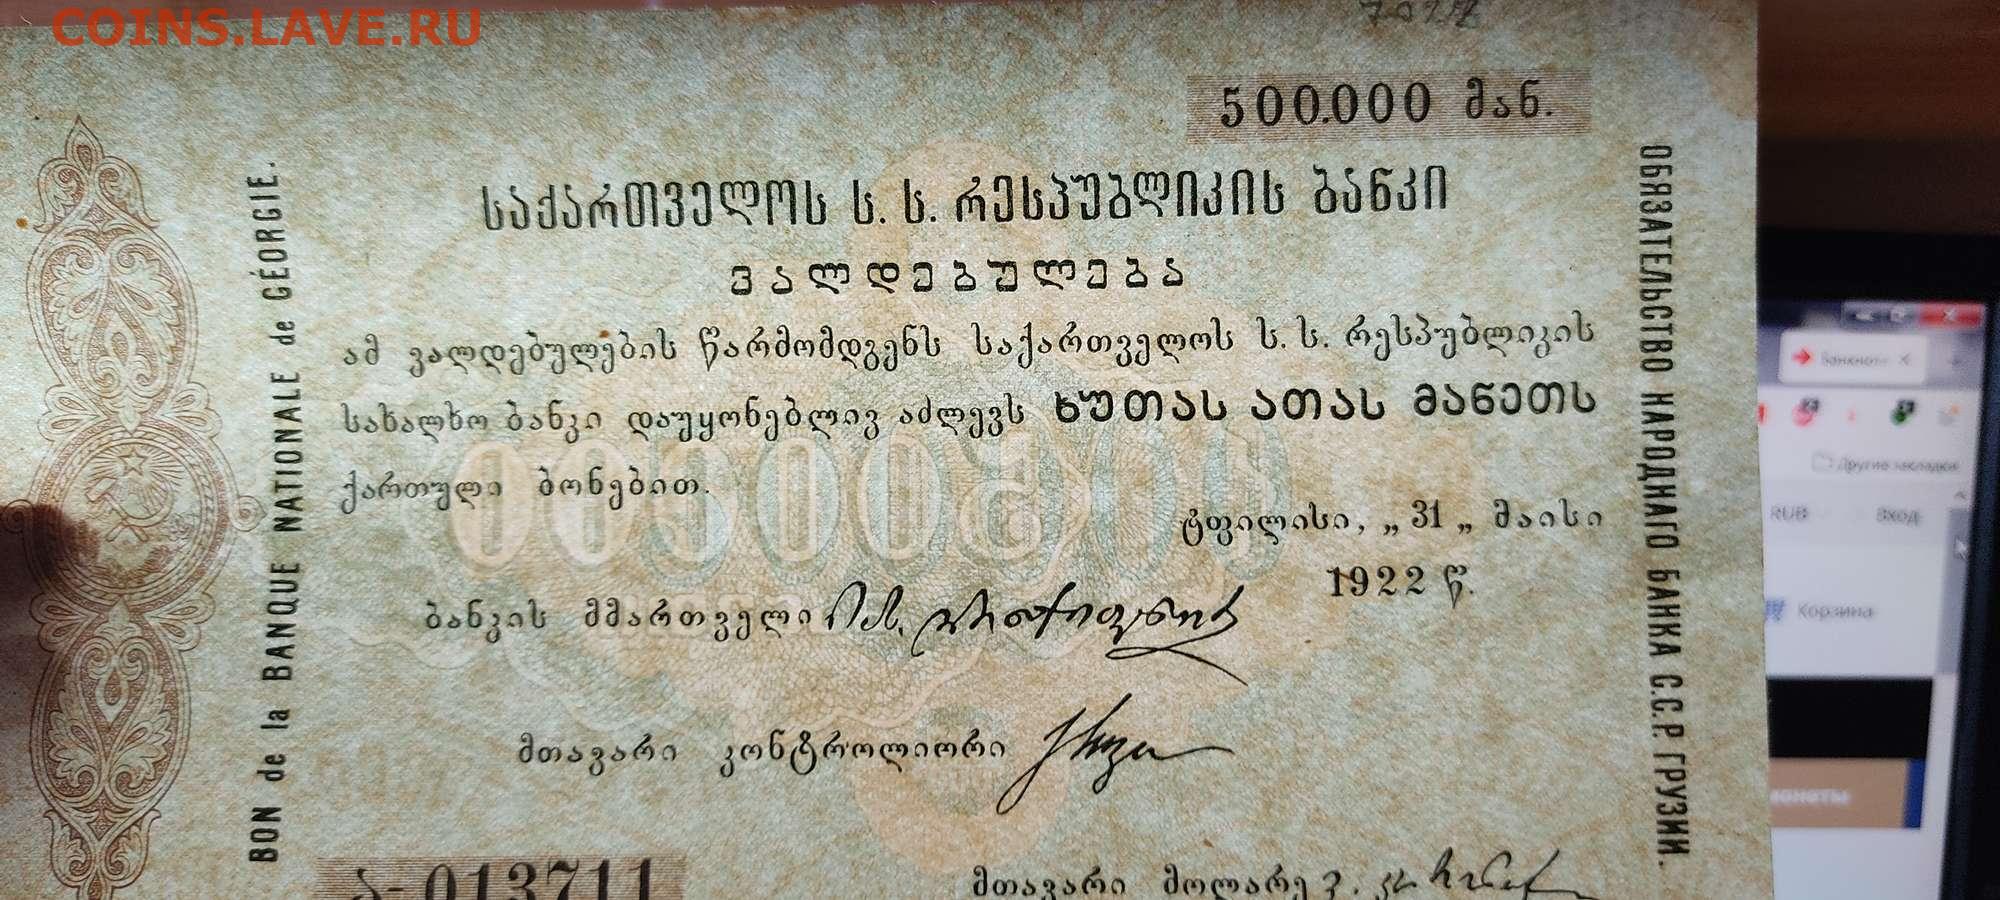 COINS.LAVE.RU
500.000 მან.
BON de la BANQUE NATIONALE de GÉORGIE.
საქართველოს ს. ს. რესპუბლიკის ბანკი
ვალდებულება
ამ ვალდებულების წარმომდგენს საქართველოს ს. ს. რესპუბლიკის
სახალხო ბანკი დაუყონებლივ აძლევს ხუთას ათას მანეთს
ქართული ბონებით.
ტფილისი, „ 31 „ მაისი
1922 წ.
ბანკის მმართველი
მთავარი კონტროლიორი
ა-013711
მთავარი მოლარე
ОБЯЗАТЕЛЬСТВО НАРОДНАГО БАНКА С.С.Р. ГРУЗИИ.
Другие закладки
RUB ВХОД
Корзина